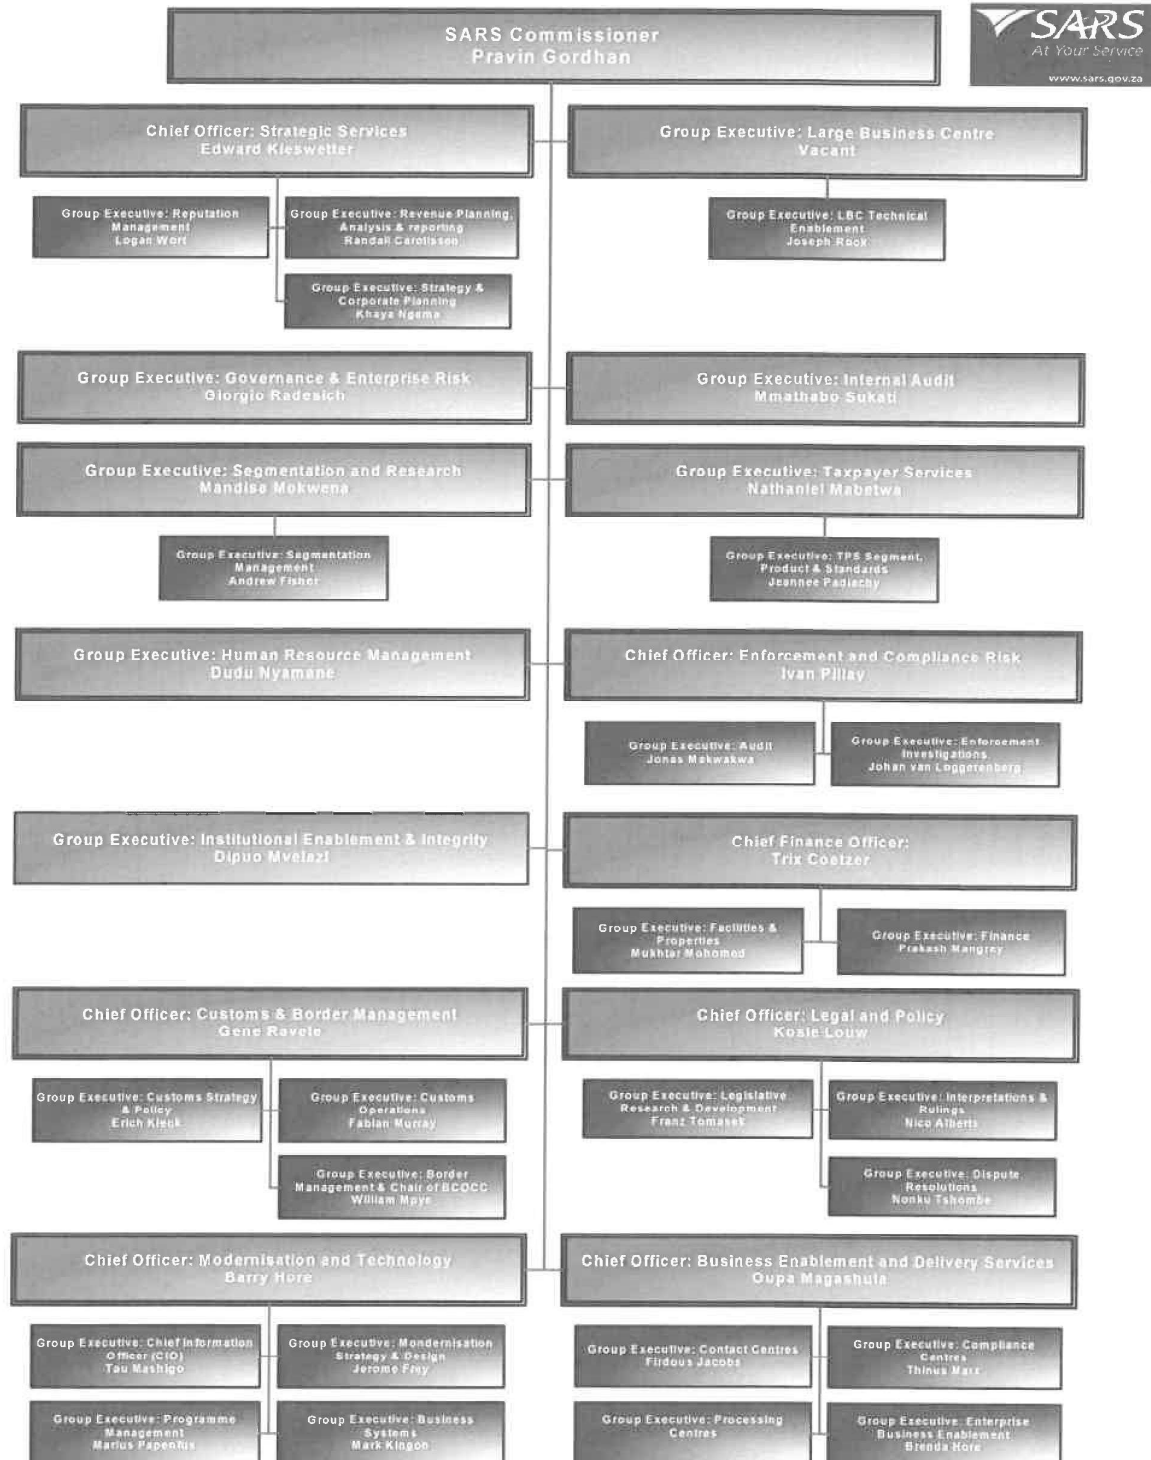 SARS Commissioner
Pravin Gordhan
SARS
At Your Service
www.sars.gov.za
Chief Officer: Strategic Services
Edward Kieswetter
Group Executive: Large Business Centre
Vacant
Group Executive: Reputation
Management
Logan Wort
Group Executive: Revenue Planning,
Analysis & reporting
Randall Carolissen
Group Executive: LBC Technical
Enablement
Joseph Rock
Group Executive: Strategy &
Corporate Planning
Khaya Ngema
Group Executive: Governance & Enterprise Risk
Giorgio Radesich
Group Executive: Internal Audit
Mmathabo Sukati
Group Executive: Segmentation and Research
Mandisa Mokwena
Group Executive: Taxpayer Services
Nathaniel Mabetwa
Group Executive: Segmentation
Management
Andrew Fisher
Group Executive: TPS Segment,
Product & Standards
Jeannee Padiachy
Group Executive: Human Resource Management
Dudu Nyamane
Chief Officer: Enforcement and Compliance Risk
Ivan Pillay
Group Executive: Audit
Jonas Makwakwa
Group Executive: Enforcement
Investigations
Johan van Loggerenberg
Group Executive: Institutional Enablement & Integrity
Dipuo Mvelazi
Chief Finance Officer:
Trix Coetzer
Group Executive: Facilities &
Properties
Mukhtar Mohomed
Group Executive: Finance
Prakash Mangrey
Chief Officer: Customs & Border Management
Gene Ravele
Chief Officer: Legal and Policy
Kosie Louw
Group Executive: Customs Strategy
& Policy
Erich Kieck
Group Executive: Customs
Operations
Fabian Murray
Group Executive: Legislative
Research & Development
Franz Tomasek
Group Executive: Interpretations &
Rulings
Nico Alberts
Group Executive: Border
Management & Chair of BCOCC
William Mpye
Group Executive: Dispute
Resolutions
Nonku Tshombe
Chief Officer: Modernisation and Technology
Barry Hore
Chief Officer: Business Enablement and Delivery Services
Oupa Magashula
Group Executive: Chief Information
Officer (CIO)
Tau Mashigo
Group Executive: Mondernisation
Strategy & Design
Jerome Frey
Group Executive: Contact Centres
Firdous Jacobs
Group Executive: Compliance
Centres
Thinus Marx
Group Executive: Programme
Management
Marius Papenfus
Group Executive: Business
Systems
Mark Kingon
Group Executive: Processing
Centres
Group Executive: Enterprise
Business Enablement
Brenda Hore